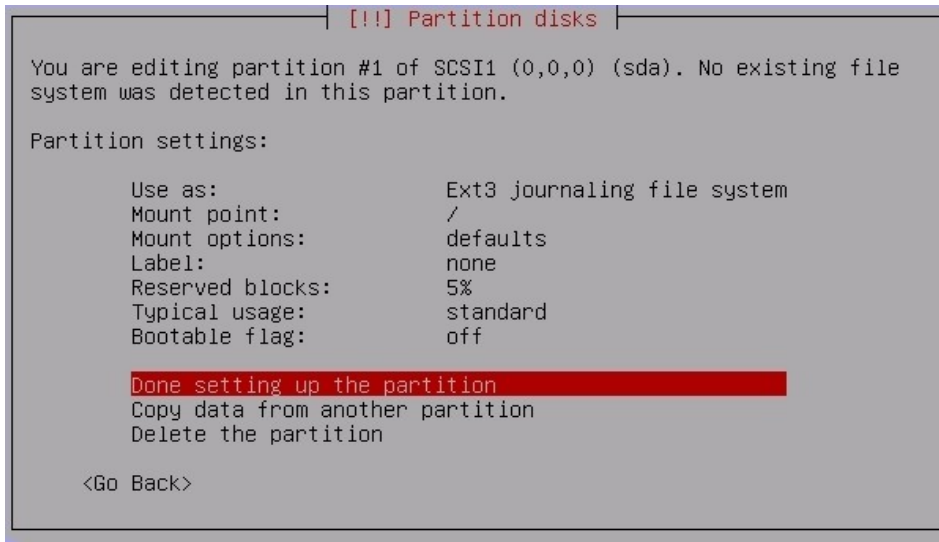 [!!] Partition disks
You are editing partition #1 of SCSI1 (0,0,0) (sda). No existing file
system was detected in this partition.
Partition settings:
Use as: Ext3 journaling file system
Mount point: /
Mount options: defaults
Label: none
Reserved blocks: 5%
Typical usage: standard
Bootable flag: off
Done setting up the partition
Copy data from another partition
Delete the partition
<Go Back>